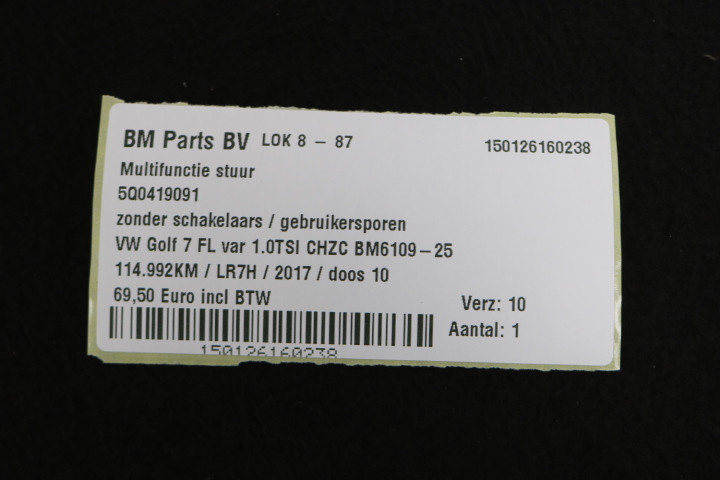 BM Parts BV LOK 8 - 87 150126160238
Multifunctie stuur
5Q0419091
zonder schakelaars / gebruikersporen
VW Golf 7 FL var 1.0TSI CHZC BM6109-25
114.992KM / LR7H / 2017 / doos 10
69,50 Euro incl BTW Verz: 10
Aantal: 1
150126160238